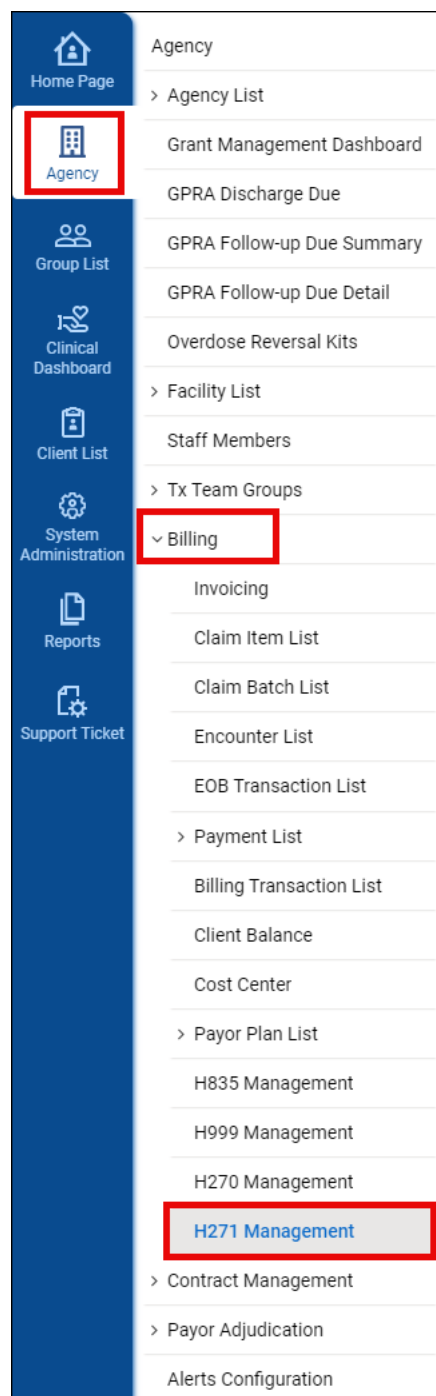 Home Page
Agency
Group List
Clinical
Dashboard
Client List
System
Administration
Reports
Support Ticket
Agency
Agency List
Grant Management Dashboard
GPRA Discharge Due
GPRA Follow-up Due Summary
GPRA Follow-up Due Detail
Overdose Reversal Kits
Facility List
Staff Members
Tx Team Groups
Billing
Invoicing
Claim Item List
Claim Batch List
Encounter List
EOB Transaction List
Payment List
Billing Transaction List
Client Balance
Cost Center
Payor Plan List
H835 Management
H999 Management
H270 Management
H271 Management
Contract Management
Payor Adjudication
Alerts Configuration